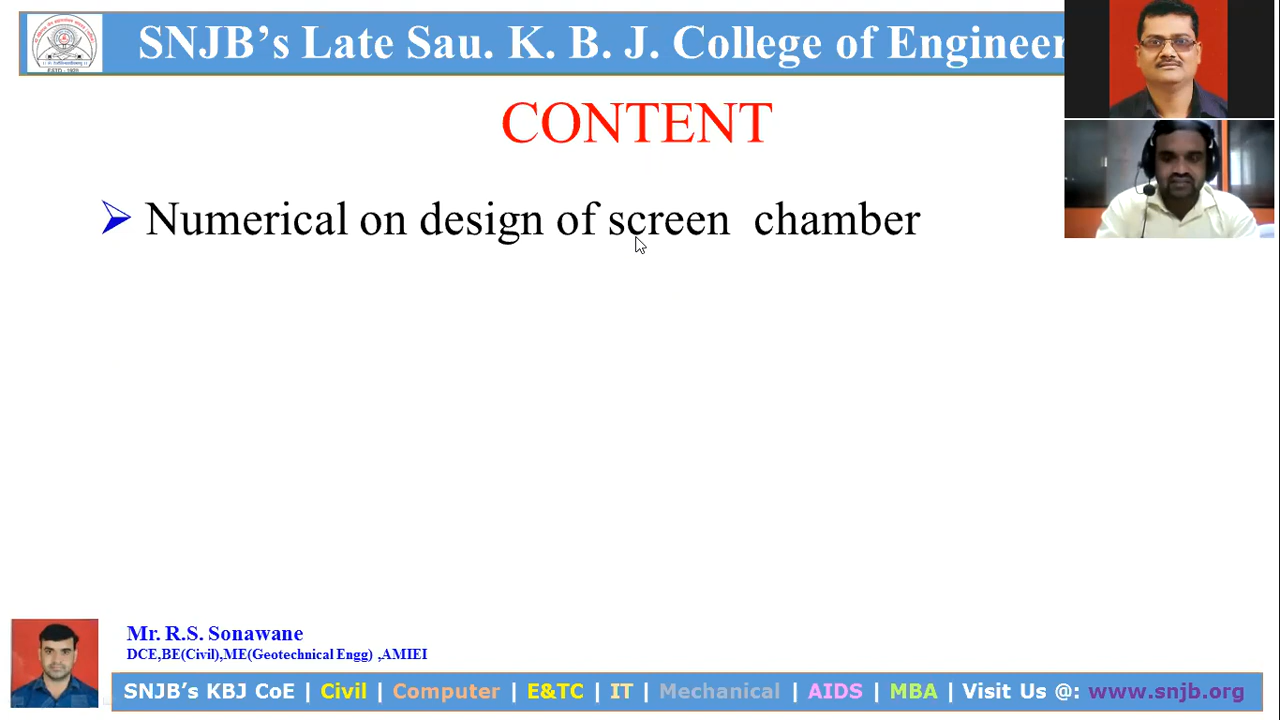 SNJB’s Late Sau. K. B. J. College of Engineer
CONTENT
Numerical on design of screen chamber
Mr. R.S. Sonawane
DCE,BE(Civil),ME(Geotechnical Engg) ,AMIEI
SNJB’s KBJ CoE | Civil | Computer | E&TC | IT | Mechanical | AIDS | MBA | Visit Us @: www.snjb.org